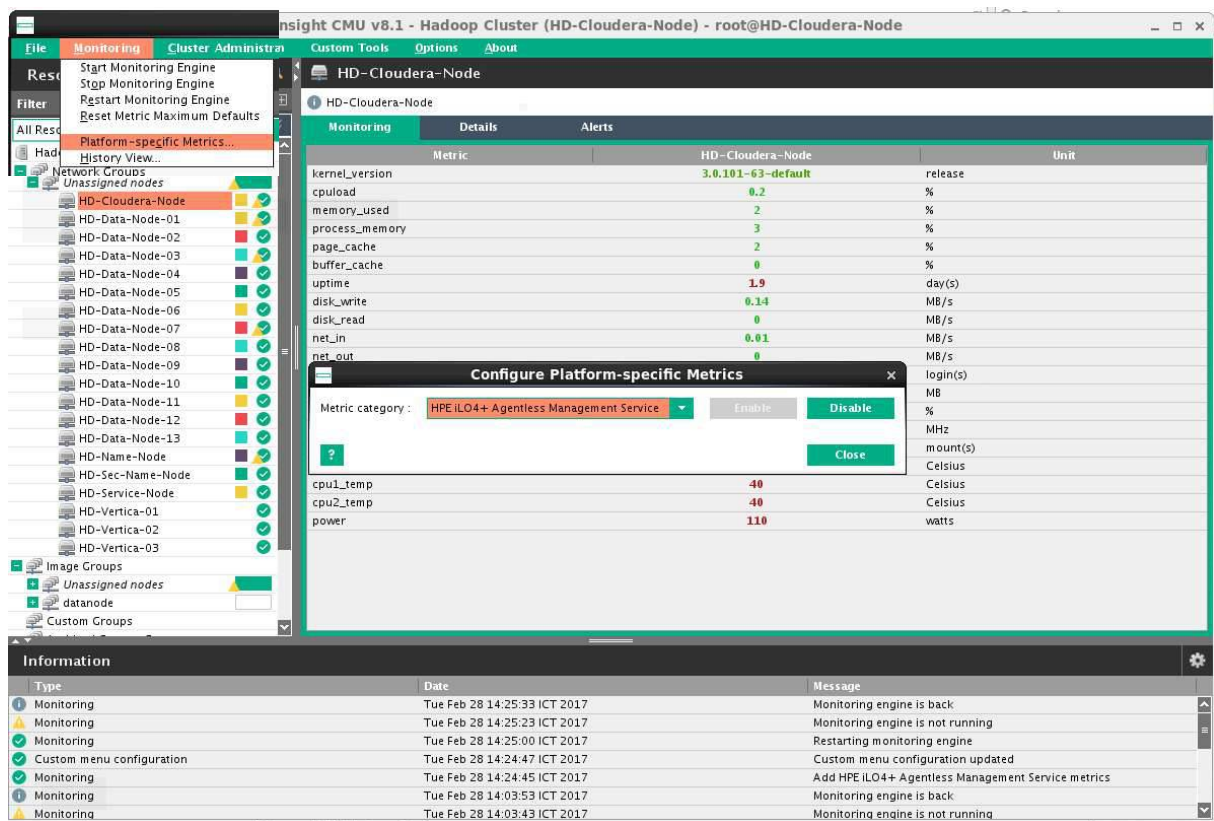 nsight CMU v8.1 - Hadoop Cluster (HD-Cloudera-Node) - root@HD-Cloudera-Node
File Monitoring Cluster Administra Custom Tools Options About
Start Monitoring Engine
Stop Monitoring Engine
Restart Monitoring Engine
Reset Metric Maximum Defaults
Platform-specific Metrics...
History View...
Reso
Filter
All Reso
Hado
Network Groups
Unassigned nodes
HD-Cloudera-Node
HD-Data-Node-01
HD-Data-Node-02
HD-Data-Node-03
HD-Data-Node-04
HD-Data-Node-05
HD-Data-Node-06
HD-Data-Node-07
HD-Data-Node-08
HD-Data-Node-09
HD-Data-Node-10
HD-Data-Node-11
HD-Data-Node-12
HD-Data-Node-13
HD-Name-Node
HD-Sec-Name-Node
HD-Service-Node
HD-Vertica-01
HD-Vertica-02
HD-Vertica-03
Image Groups
Unassigned nodes
datanode
Custom Groups
HD-Cloudera-Node
HD-Cloudera-Node
Monitoring Details Alerts
Metric HD-Cloudera-Node Unit
kernel_version 3.0.101-63-default release
cpuload 0.2 %
memory_used 2 %
process_memory 3 %
page_cache 2 %
buffer_cache 0 %
uptime 1.9 day(s)
disk_write 0.14 MB/s
disk_read 0 MB/s
net_in 0.01 MB/s
net_out 0 MB/s
login(s)
MB
%
MHz
mount(s)
Celsius
cpu1_temp 40 Celsius
cpu2_temp 40 Celsius
power 110 watts
Configure Platform-specific Metrics
Metric category : HPE iLO4+ Agentless Management Service Enable Disable
? Close
Information
Type Date Message
Monitoring Tue Feb 28 14:25:33 ICT 2017 Monitoring engine is back
Monitoring Tue Feb 28 14:25:23 ICT 2017 Monitoring engine is not running
Monitoring Tue Feb 28 14:25:00 ICT 2017 Restarting monitoring engine
Custom menu configuration Tue Feb 28 14:24:47 ICT 2017 Custom menu configuration updated
Monitoring Tue Feb 28 14:24:45 ICT 2017 Add HPE iLO4+ Agentless Management Service metrics
Monitoring Tue Feb 28 14:03:53 ICT 2017 Monitoring engine is back
Monitoring Tue Feb 28 14:03:43 ICT 2017 Monitoring engine is not running